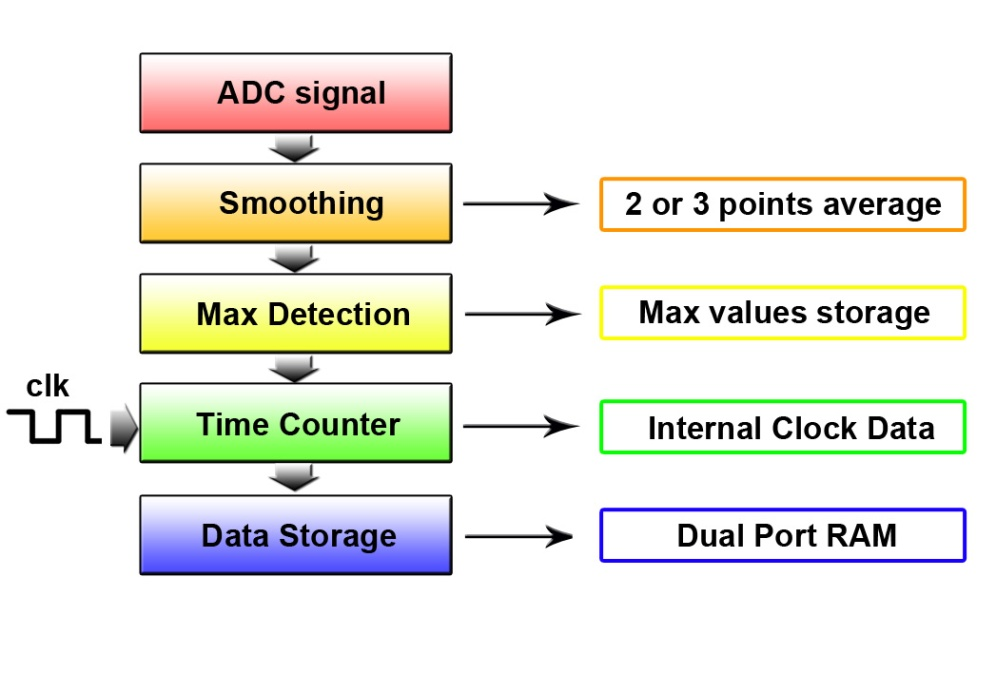 ADC signal
Smoothing
2 or 3 points average
Max Detection
Max values storage
clk
Time Counter
Internal Clock Data
Data Storage
Dual Port RAM